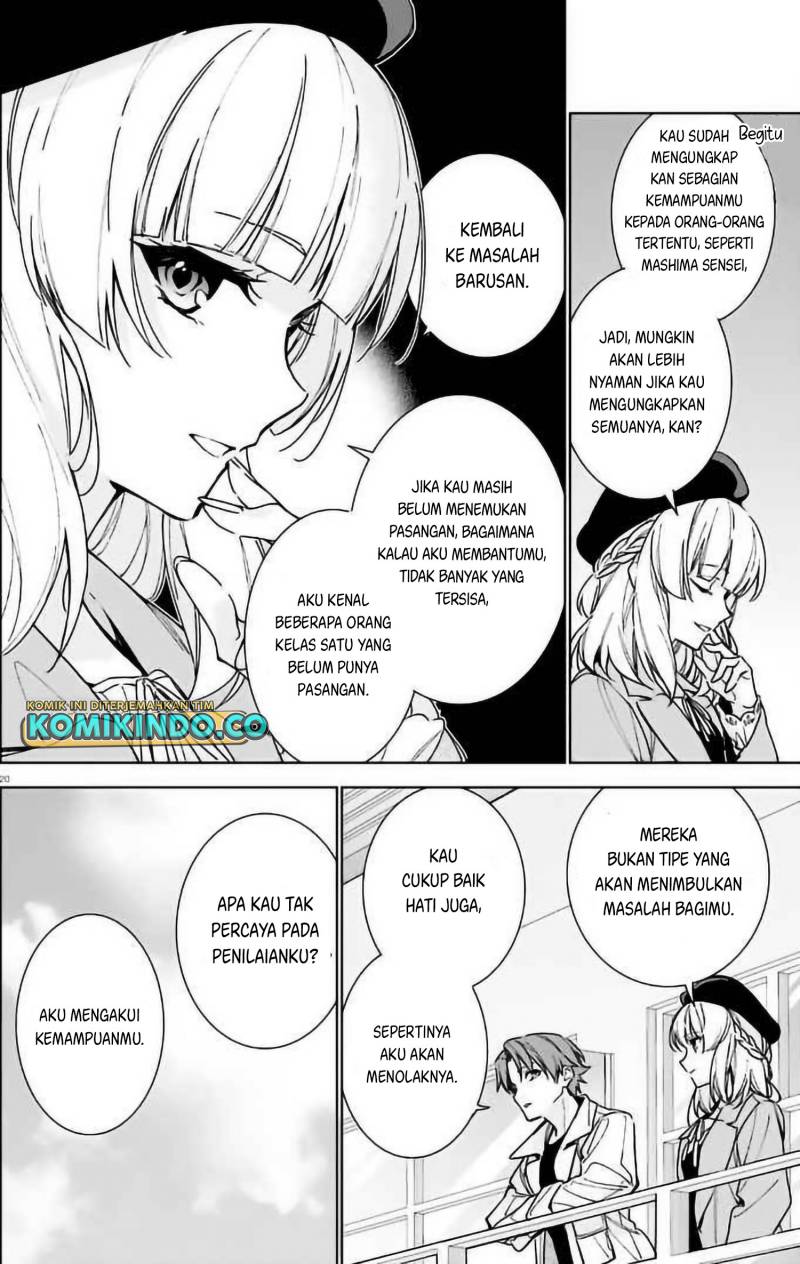 KAU SUDAH
MENGUNGKAP
KAN SEBAGIAN
KEMAMPUANMU
KEPADA ORANG-ORANG
TERTENTU, SEPERTI
MASHIMA SENSEI,
Begitu
JADI, MUNGKIN
AKAN LEBIH
NYAMAN JIKA KAU
MENGUNGKAPKAN
SEMUANYA, KAN?
KEMBALI
KE MASALAH
BARUSAN.
JIKA KAU MASIH
BELUM MENEMUKAN
PASANGAN, BAGAIMANA
KALAU AKU MEMBANTUMU,
TIDAK BANYAK YANG
TERSISA,
AKU KENAL
BEBERAPA ORANG
KELAS SATU YANG
BELUM PUNYA
PASANGAN.
KOMIK INI DITERJEMAHKAN TIM
KOMIKINDO.CO
20
MEREKA
BUKAN TIPE YANG
AKAN MENIMBULKAN
MASALAH BAGIMU.
KAU
CUKUP BAIK
HATI JUGA,
SEPERTINYA
AKU AKAN
MENOLAKNYA.
APA KAU TAK
PERCAYA PADA
PENILAIANKU?
AKU MENGAKUI
KEMAMPUANMU.